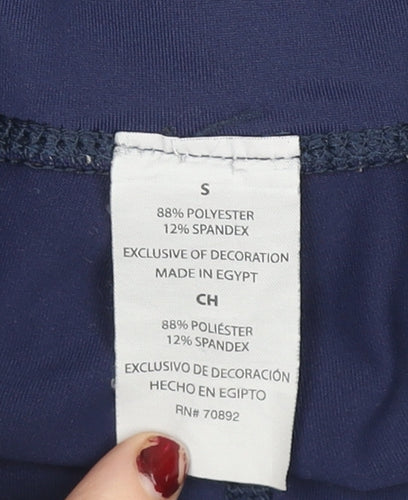 S
88% POLYESTER
12% SPANDEX
EXCLUSIVE OF DECORATION
MADE IN EGYPT
CH
88% POLIÉSTER
12% SPANDEX
EXCLUSIVO DE DECORACIÓN
HECHO EN EGIPTO
RN# 70892